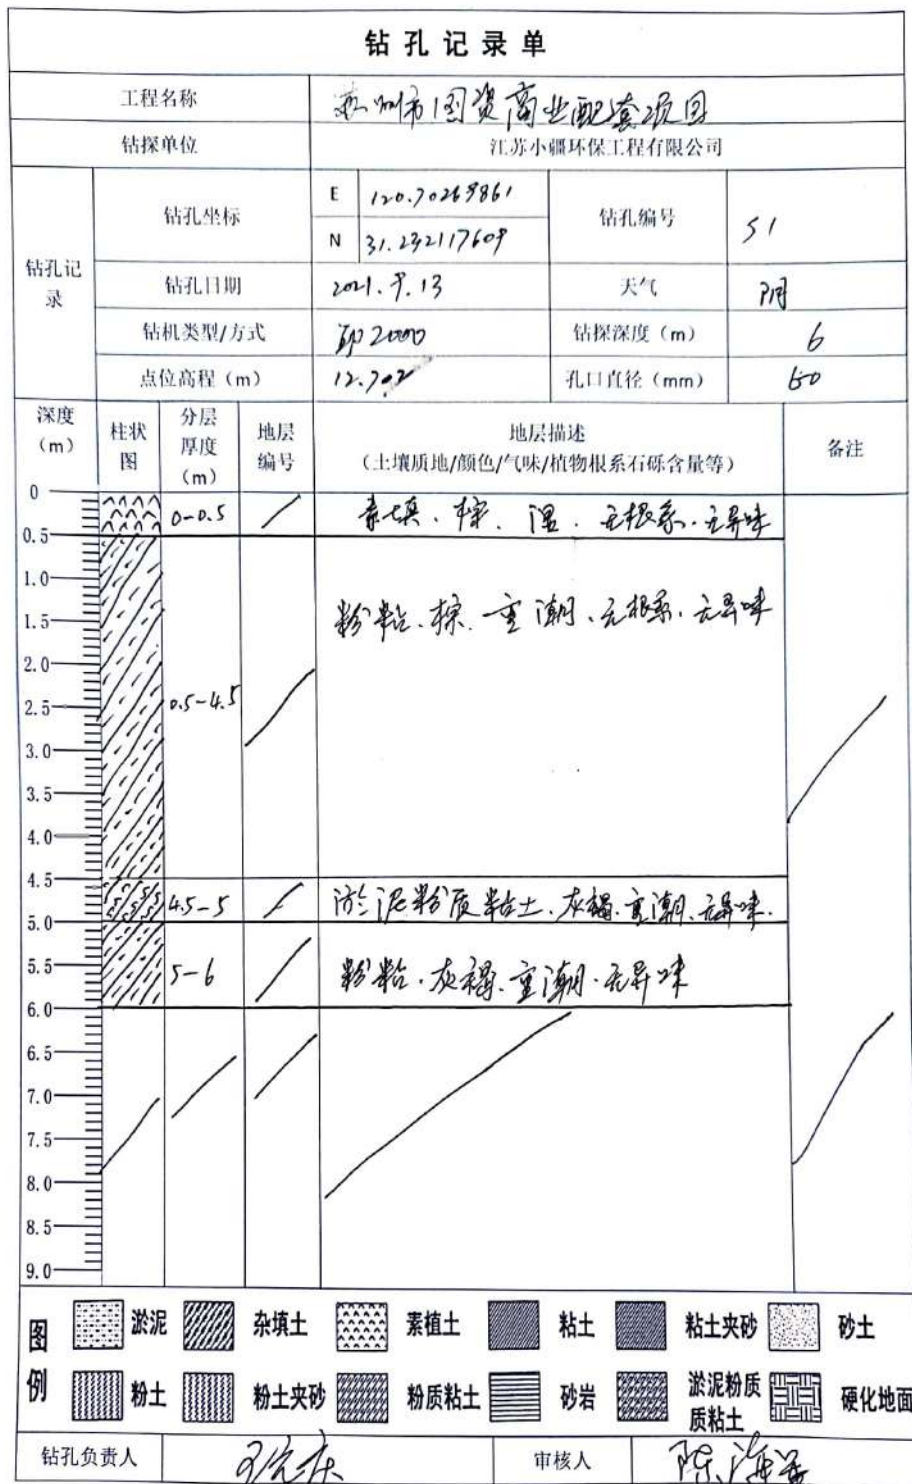 钻孔记录单
工程名称 苏州市国资商业配套项目
钻探单位 江苏小疆环保工程有限公司
钻孔记录
钻孔坐标 E 120.70269861 钻孔编号 S1
N 31.232117609
钻孔日期 2021.9.13 天气 阴
钻机类型/方式 2000 钻探深度(m) 6
点位高程(m) 12.702 孔口直径(mm) 60
深度(m) 柱状图 分层厚度(m) 地层编号 地层描述 备注
(土壤质地/颜色/气味/植物根系石砾含量等)
0
0-0.5 素填、棕、湿、无根系、无异味
0.5
1.0
粉粘、棕、重潮、无根系、无异味
1.5
2.0
2.5 0.5-4.5
3.0
3.5
4.0
4.5
4.5-5 淤泥粉质粘土、灰褐、重潮、无异味.
5.0
5.5 5-6 粉粘、灰褐、重潮、无异味
6.0
6.5
7.0
7.5
8.0
8.5
9.0
图例 淤泥 杂填土 素植土 粘土 粘土夹砂 砂土
粉土 粉土夹砂 粉质粘土 砂岩 淤泥粉质质粘土 硬化地面
钻孔负责人 审核人